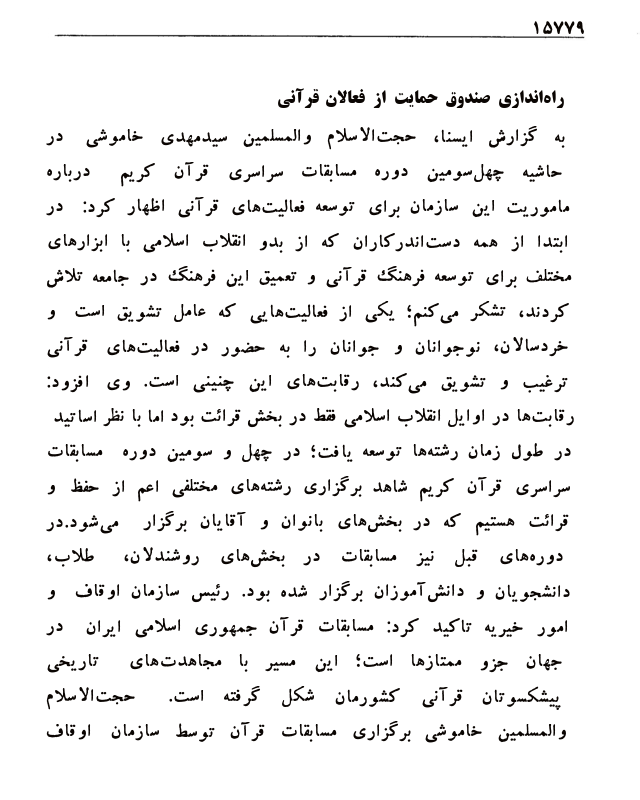 ۱۵۷۷۹
راه‌اندازی صندوق حمایت از فعالان قرآنی
به گزارش ایسنا، حجت‌الاسلام والمسلمین سیدمهدی خاموشی در
حاشیه چهل‌سومین دوره مسابقات سراسری قرآن کریم درباره
ماموریت این سازمان برای توسعه فعالیت‌های قرآنی اظهار کرد: در
ابتدا از همه دست‌اندرکاران که از بدو انقلاب اسلامی با ابزارهای
مختلف برای توسعه فرهنگ قرآنی و تعمیق این فرهنگ در جامعه تلاش
کردند، تشکر می‌کنم؛ یکی از فعالیت‌هایی که عامل تشویق است و
خردسالان، نوجوانان و جوانان را به حضور در فعالیت‌های قرآنی
ترغیب و تشویق می‌کند، رقابت‌های این چنینی است. وی افزود:
رقابت‌ها در اوایل انقلاب اسلامی فقط در بخش قرائت بود اما با نظر اساتید
در طول زمان رشته‌ها توسعه یافت؛ در چهل و سومین دوره مسابقات
سراسری قرآن کریم شاهد برگزاری رشته‌های مختلفی اعم از حفظ و
قرائت هستیم که در بخش‌های بانوان و آقایان برگزار می‌شود.در
دوره‌های قبل نیز مسابقات در بخش‌های روشندلان، طلاب،
دانشجویان و دانش‌آموزان برگزار شده بود. رئیس سازمان اوقاف و
امور خیریه تاکید کرد: مسابقات قرآن جمهوری اسلامی ایران در
جهان جزو ممتازها است؛ این مسیر با مجاهدت‌های تاریخی
پیشکسوتان قرآنی کشورمان شکل گرفته است. حجت‌الاسلام
والمسلمین خاموشی برگزاری مسابقات قرآن توسط سازمان اوقاف